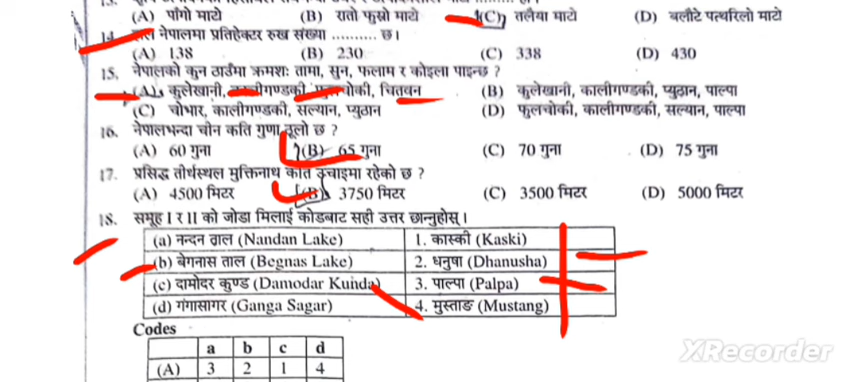 (A) पाँगो माटो (B) रातो फुस्रो माटो (C) तलैया माटो (D) बलौटे पत्थरिलो माटो
14. हाल नेपालमा प्रतिहेक्टर रुख संख्या .......... छ।
(A) 138 (B) 230 (C) 338 (D) 430
15. नेपालको कुन ठाउँमा क्रमशः तामा, सुन, फलाम र कोइला पाइन्छ ?
(A) कुलेखानी, कालीगण्डकी, फुलचोकी, चितवन (B) कुलेखानी, कालीगण्डकी, प्युठान, पाल्पा
(C) चोभार, कालीगण्डकी, सल्यान, प्युठान (D) फुलचोकी, कालीगण्डकी, सल्यान, पाल्पा
16. नेपालभन्दा चीन कति गुणा ठूलो छ ?
(A) 60 गुना (B) 65 गुना (C) 70 गुना (D) 75 गुना
17. प्रसिद्ध तीर्थस्थल मुक्तिनाथ कति उचाइमा रहेको छ ?
(A) 4500 मिटर (B) 3750 मिटर (C) 3500 मिटर (D) 5000 मिटर
18. समूह I र II को जोडा मिलाई कोडबाट सही उत्तर छान्नुहोस् ।
(a) नन्दन ताल (Nandan Lake) 1. कास्की (Kaski)
(b) बेगनास ताल (Begnas Lake) 2. धनुषा (Dhanusha)
(c) दामोदर कुण्ड (Damodar Kunda) 3. पाल्पा (Palpa)
(d) गंगासागर (Ganga Sagar) 4. मुस्ताङ (Mustang)
Codes
a b c d
(A) 3 2 1 4
XRecorder